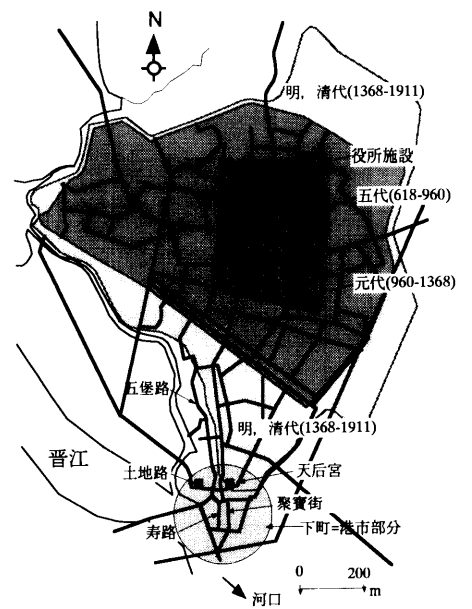 N
明，清代(1368-1911)
役所施設
五代(618-960)
元代(960-1368)
五堡路
明，清代(1368-1911)
晋江
土地路
天后宮
聚寶街
寿路
下町=港市部分
0 200
m
河口